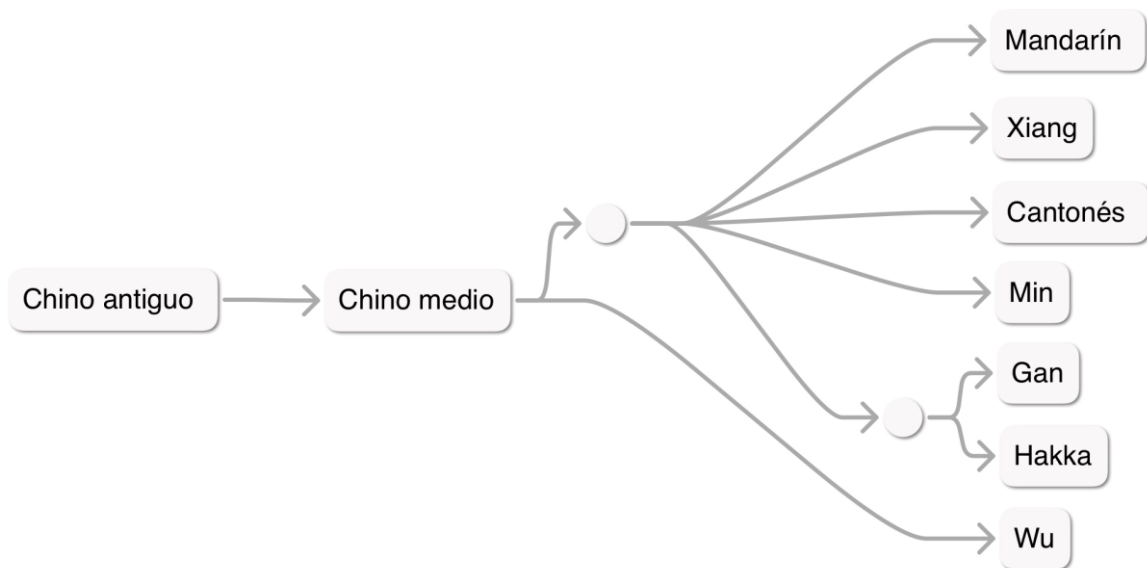 Mandarín
Xiang
Cantonés
Chino antiguo
Chino medio
Min
Gan
Hakka
Wu